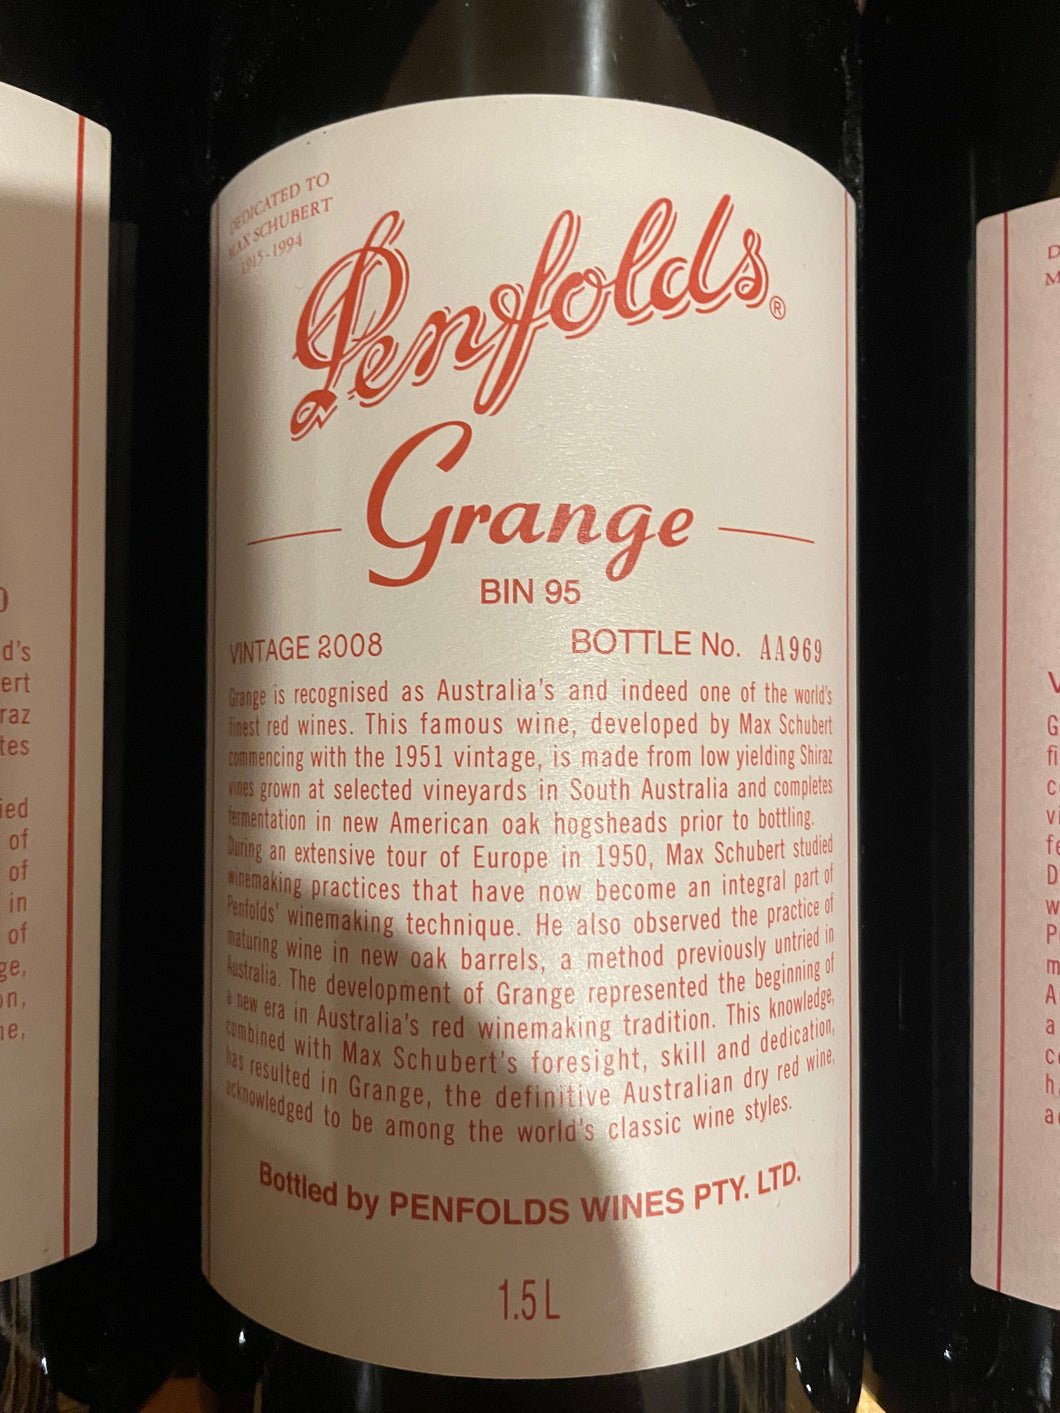 DEDICATED TO
MAX SCHUBERT
1915 - 1994
Penfolds®
Grange
BIN 95
VINTAGE 2008 BOTTLE No. AA969
Grange is recognised as Australia's and indeed one of the world's
finest red wines. This famous wine, developed by Max Schubert
commencing with the 1951 vintage, is made from low yielding Shiraz
vines grown at selected vineyards in South Australia and completes
fermentation in new American oak hogsheads prior to bottling.
During an extensive tour of Europe in 1950, Max Schubert studied
winemaking practices that have now become an integral part of
Penfolds' winemaking technique. He also observed the practice of
maturing wine in new oak barrels, a method previously untried in
Australia. The development of Grange represented the beginning of
a new era in Australia's red winemaking tradition. This knowledge,
combined with Max Schubert's foresight, skill and dedication,
has resulted in Grange, the definitive Australian dry red wine,
acknowledged to be among the world's classic wine styles.
Bottled by PENFOLDS WINES PTY. LTD.
1.5 L